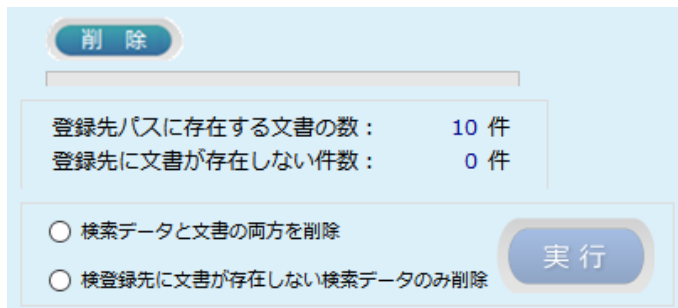 削 除
登録先パスに存在する文書の数： 10 件
登録先に文書が存在しない件数： 0 件
検索データと文書の両方を削除
実 行
検登録先に文書が存在しない検索データのみ削除